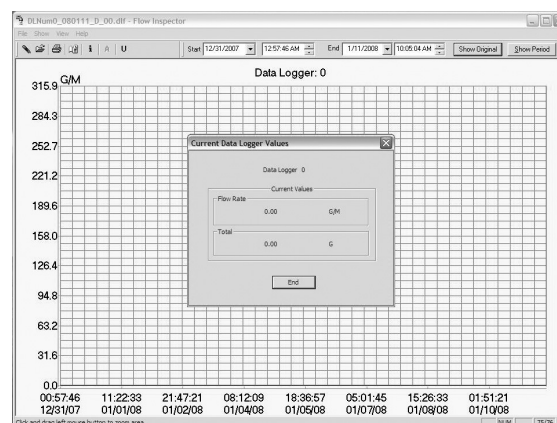 DLNum0_080111_D_00.dlf - Flow Inspector
File Show View Help
A U Start 12/31/2007 12:57:46 AM End 1/11/2008 10:05:04 AM Show Original Show Period
Data Logger: 0
G/M
315.9
284.3
252.7
221.2
189.6
158.0
126.4
94.8
63.2
31.6
0.0
Current Data Logger Values
Data Logger 0
Current Values
Flow Rate
0.00 G/M
Total
0.00 G
End
00:57:46 11:22:33 21:47:21 08:12:09 18:36:57 05:01:45 15:26:33 01:51:21
12/31/07 01/01/08 01/02/08 01/04/08 01/05/08 01/07/08 01/08/08 01/10/08
Click and drag left mouse button to zoom area NUM 75/76